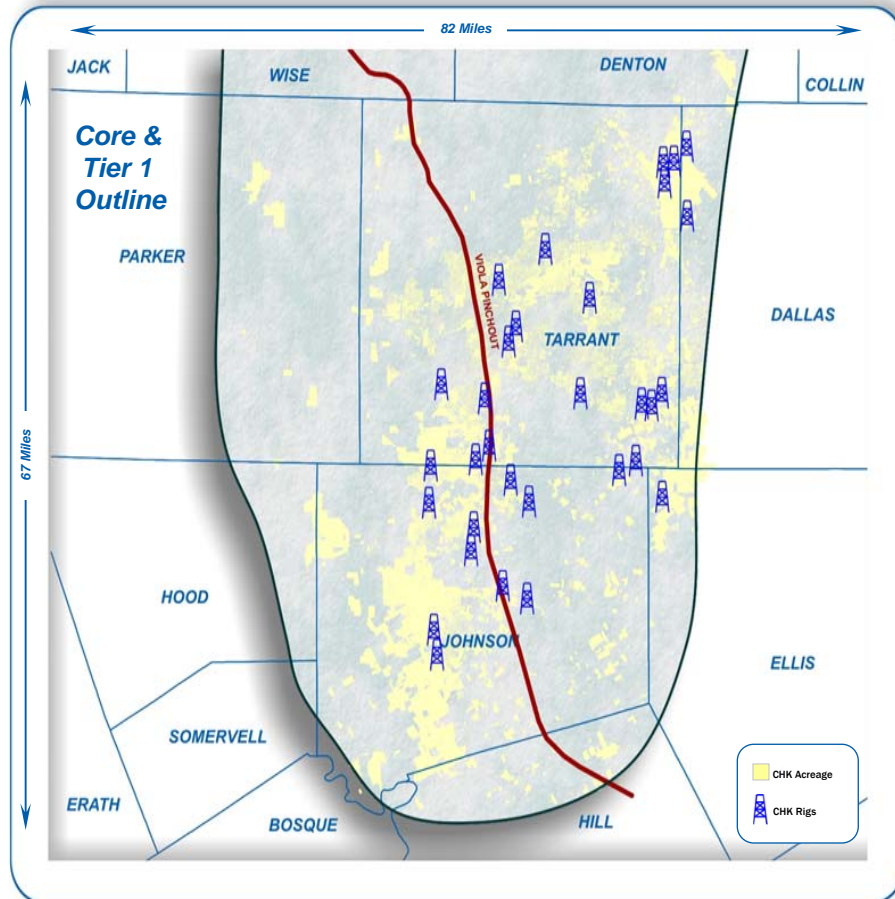 82 Miles
JACK
WISE
DENTON
COLLIN
Core &
Tier 1
Outline
PARKER
VIOLA PINCHOUT
DALLAS
TARRANT
67 Miles
HOOD
JOHNSON
ELLIS
SOMERVELL
CHK Acreage
ERATH
CHK Rigs
BOSQUE
HILL